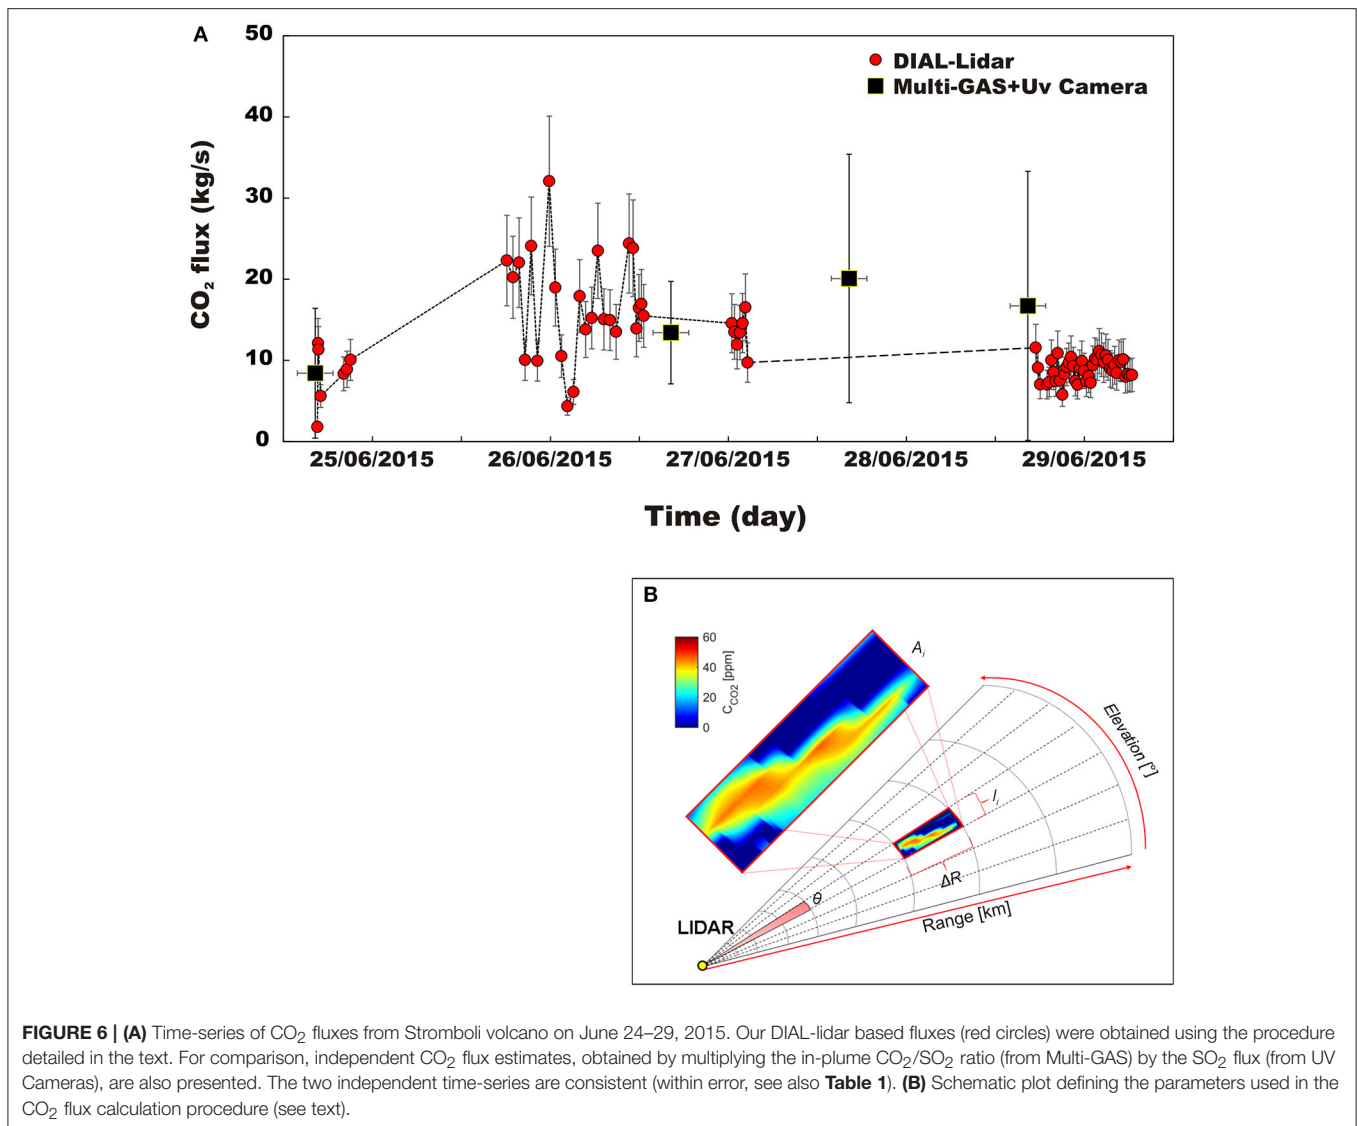 A
50
40
30
20
10
0
CO2 flux (kg/s)
DIAL-Lidar
Multi-GAS+Uv Camera
25/06/2015
26/06/2015
27/06/2015
28/06/2015
29/06/2015
Time (day)
B
60
40
20
0
CCO2 [ppm]
Ai
Elevation [°]
li
ΔR
θ
LIDAR
Range [km]
FIGURE 6 | (A) Time-series of CO2 fluxes from Stromboli volcano on June 24–29, 2015. Our DIAL-lidar based fluxes (red circles) were obtained using the procedure
detailed in the text. For comparison, independent CO2 flux estimates, obtained by multiplying the in-plume CO2/SO2 ratio (from Multi-GAS) by the SO2 flux (from UV
Cameras), are also presented. The two independent time-series are consistent (within error, see also Table 1). (B) Schematic plot defining the parameters used in the
CO2 flux calculation procedure (see text).